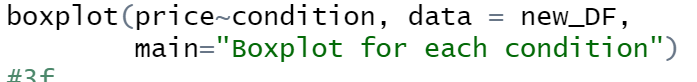 boxplot(price~condition, data = new_DF,
main="Boxplot for each condition")
#3f